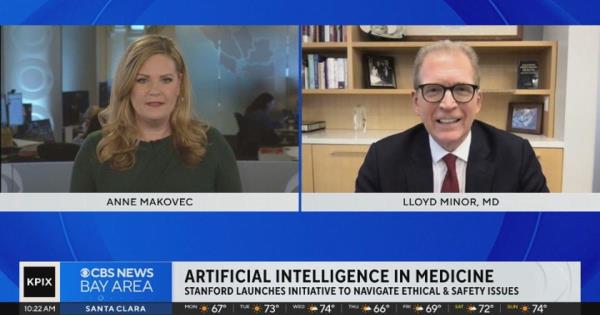 ANNE MAKOVEC
LLOYD MINOR, MD
KPIX
CBS NEWS
BAY AREA
ARTIFICIAL INTELLIGENCE IN MEDICINE
STANFORD LAUNCHES INITIATIVE TO NAVIGATE ETHICAL & SAFETY ISSUES
10:22 AM
SANTA CLARA
MON 67° TUE 73° WED 74° THU 74° FRI 66° SAT 72° SUN 74°